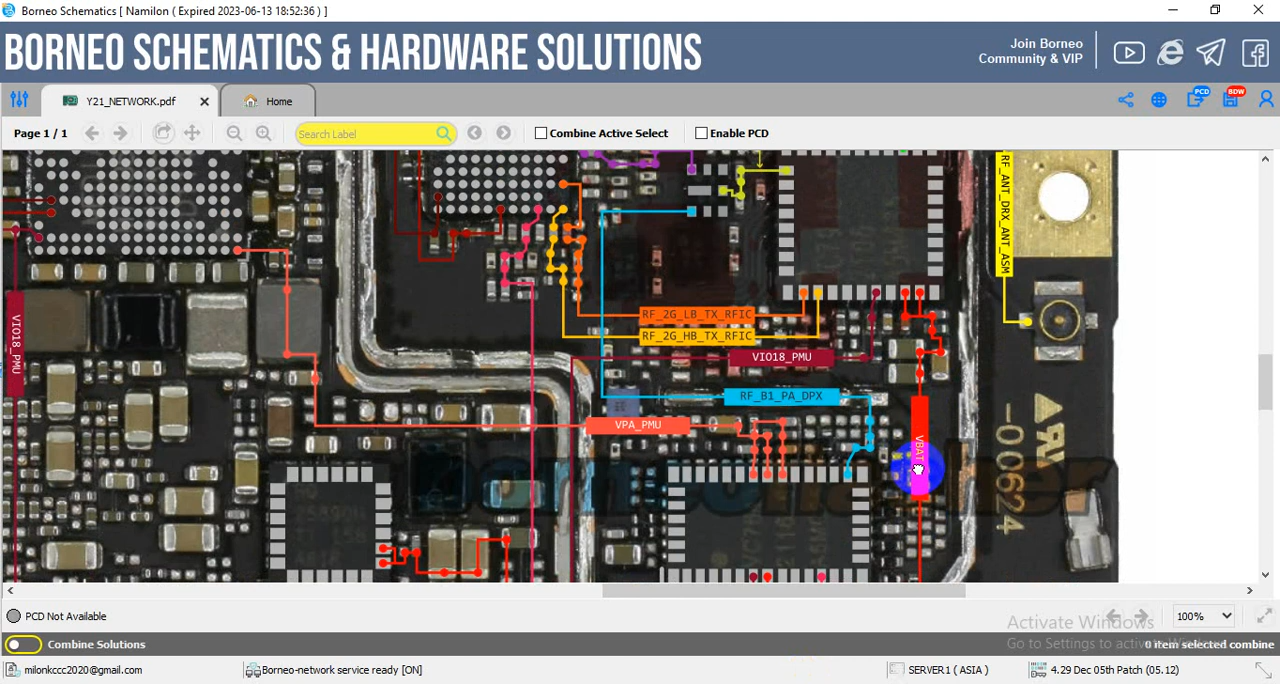 Borneo Schematics [ Namilon ( Expired 2023-06-13 18:52:36 ) ]
BORNEO SCHEMATICS & HARDWARE SOLUTIONS
Join Borneo
Community & VIP
Y21_NETWORK.pdf
Home
PCD
BDW
Page 1 / 1
Search Label
Combine Active Select
Enable PCD
RF_ANT_DRX_ANT_ASM
RF_2G_LB_TX_RFIC
RF_2G_HB_TX_RFIC
VIO18_PMU
VIO18_PMU
RF_B1_PA_DPX
VPA_PMU
VBAT
-00624
PCD Not Available
100%
Activate Windows
Go to Settings to activate Windows.
Combine Solutions
0 item selected combine
milonkccc2020@gmail.com
Borneo-network service ready [ON]
SERVER1 ( ASIA )
4.29 Dec 05th Patch (05.12)